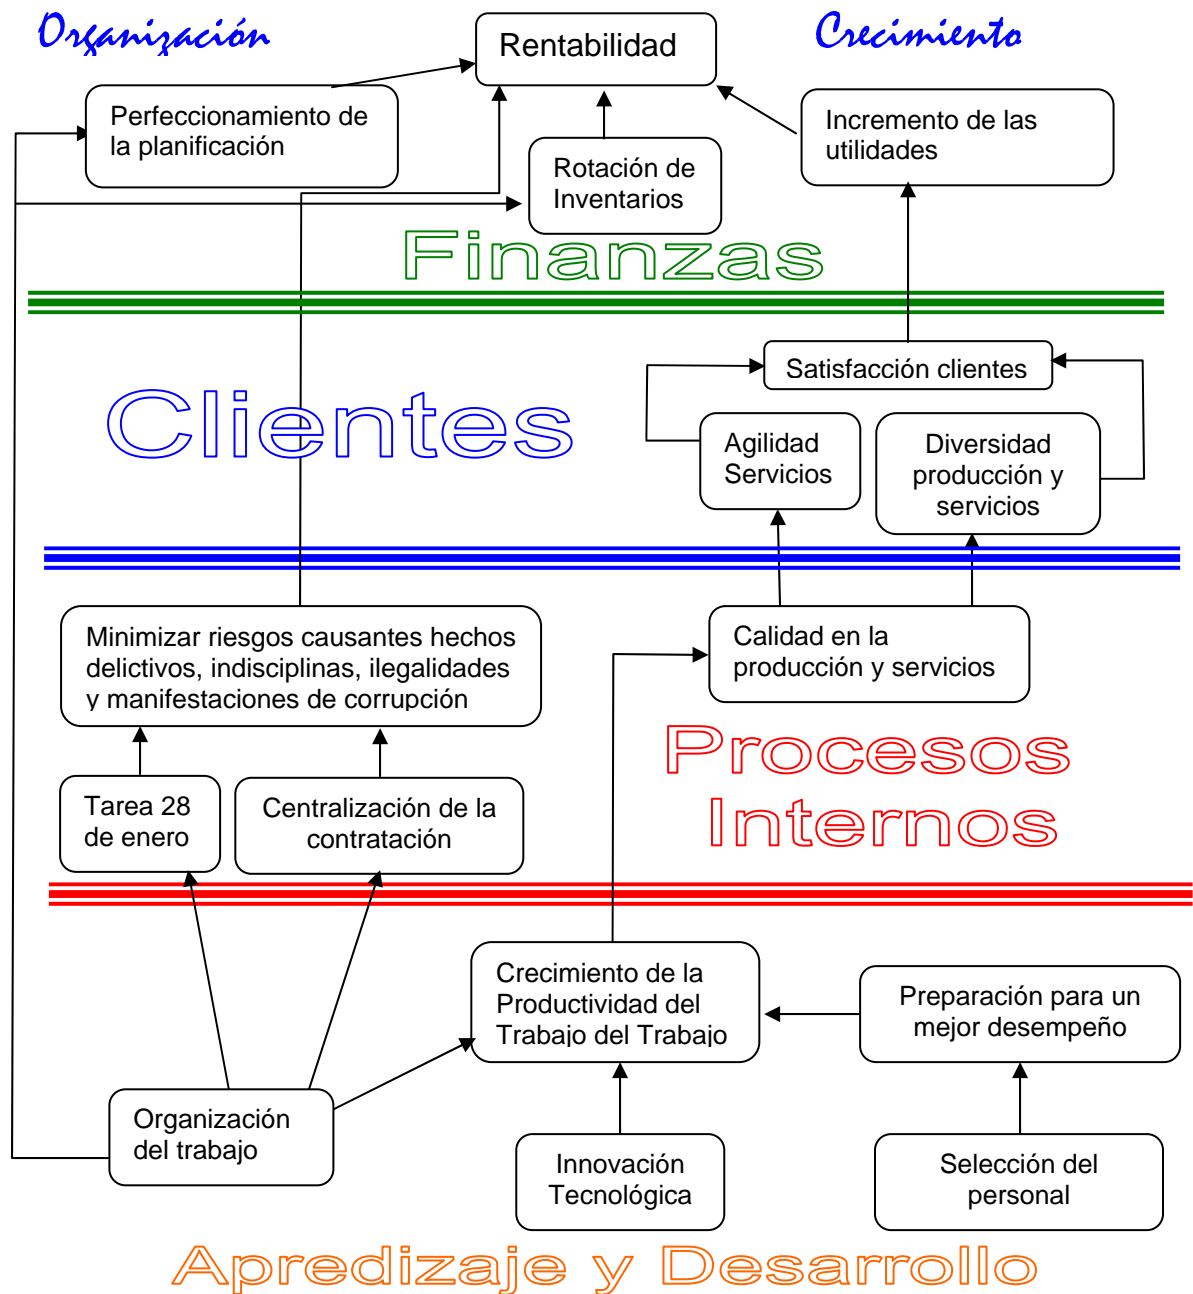 Organización
Crecimiento
Rentabilidad
Perfeccionamiento de
la planificación
Incremento de las
utilidades
Rotación de
Inventarios
Finanzas
Satisfacción clientes
Clientes
Agilidad
Servicios
Diversidad
producción y
servicios
Minimizar riesgos causantes hechos
delictivos, indisciplinas, ilegalidades
y manifestaciones de corrupción
Calidad en la
producción y servicios
Procesos
Internos
Tarea 28
de enero
Centralización de la
contratación
Crecimiento de la
Productividad del
Trabajo del Trabajo
Preparación para un
mejor desempeño
Organización
del trabajo
Innovación
Tecnológica
Selección del
personal
Apredizaje y Desarrollo